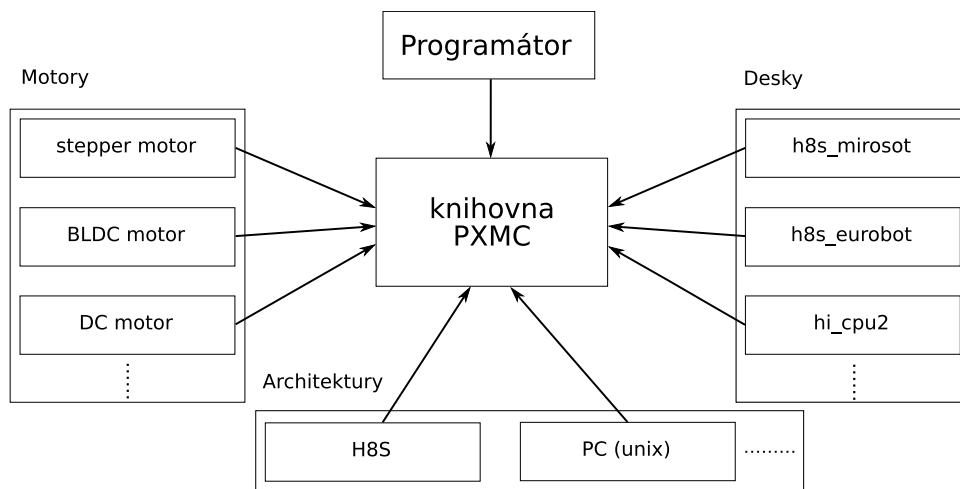 Programátor
Motory
Desky
stepper motor
BLDC motor
DC motor
knihovna
PXMC
h8s_mirosot
h8s_eurobot
hi_cpu2
Architektury
H8S
PC (unix)